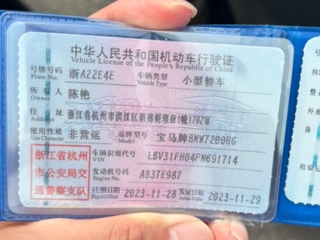 中华人民共和国机动车行驶证
Vehicle License of the People's Republic of China
号牌号码 浙A22E4E 车辆类型 小型轿车
Plate No. Vehicle Type
所有人 陈艳
Owner
住址 浙江省杭州市滨江区
Address
使用性质 非营运 品牌型号 宝马牌BMW7200RG
Use Character Model
浙江省杭州市公安局交通警察支队
车辆识别代号 LBV31FH04PM691714
VIN
发动机号码 A837E987
Engine No.
注册日期 2023-11-28 发证日期 2023-11-29
Register Date Issue Date